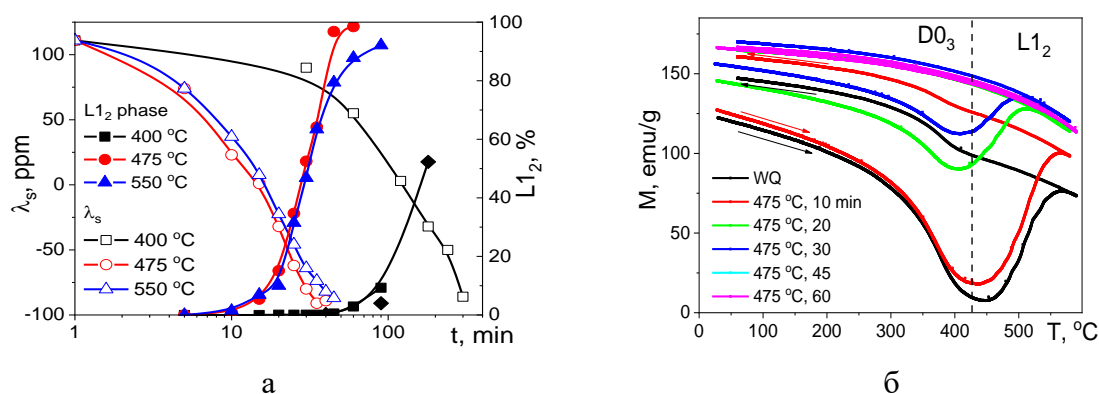 100
50
0
-50
-100
λs, ppm
L1₂ phase
400 °C
475 °C
550 °C
λs
400 °C
475 °C
550 °C
100
80
60
40
20
0
L1₂, %
1
10
100
t, min
а
200
150
100
50
0
M, emu/g
D0₃
L1₂
WQ
475 °C, 10 min
475 °C, 20
475 °C, 30
475 °C, 45
475 °C, 60
0
100
200
300
400
500
T, °C
б